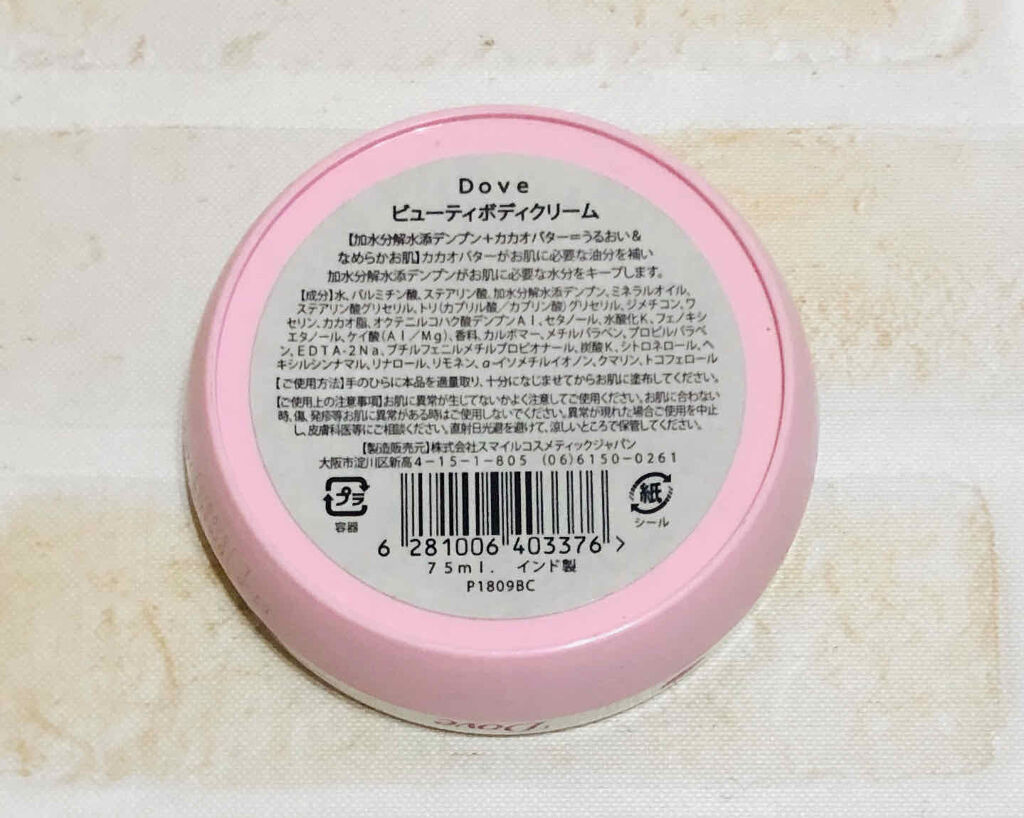 Dove
ビューティボディクリーム
【加水分解水添デンプン+カカオバター=うるおい&
なめらかお肌】カカオバターがお肌に必要な油分を補い
加水分解水添デンプンがお肌に必要な水分をキープします。
【成分】水、パルミチン酸、ステアリン酸、加水分解水添デンプン、ミネラルオイル、
ステアリン酸グリセリル、トリ(カプリル酸/カプリン酸)グリセリル、ジメチコン、ワ
セリン、カカオ脂、オクテニルコハク酸デンプンAl、セタノール、水酸化K、フェノキシ
エタノール、ケイ酸(Al/Mg)、香料、カルボマー、メチルパラベン、プロピルパラベ
ン、EDTA-2Na、ブチルフェニルメチルプロピオナール、炭酸K、シトロネロール、ヘ
キシルシンナマル、リナロール、リモネン、α-イソメチルイオノン、クマリン、トコフェロール
【ご使用方法】手のひらに本品を適量取り、十分になじませてからお肌に塗布してください。
【ご使用上の注意事項】お肌に異常が生じてないかよく注意してご使用ください。お肌に合わない
時、傷、発疹等お肌に異常がある時はご使用しないでください。異常が現れた場合ご使用を中止
し、皮膚科医等にご相談ください。直射日光避を避けて、涼しいところで保管してください。
【製造販売元】株式会社スマイルコスメティックジャパン
大阪市淀川区新高4-15-1-805 (06)6150-0261
プラ
容器
紙
シール
6 281006 403376 >
75ml. インド製
P1809BC
Dove